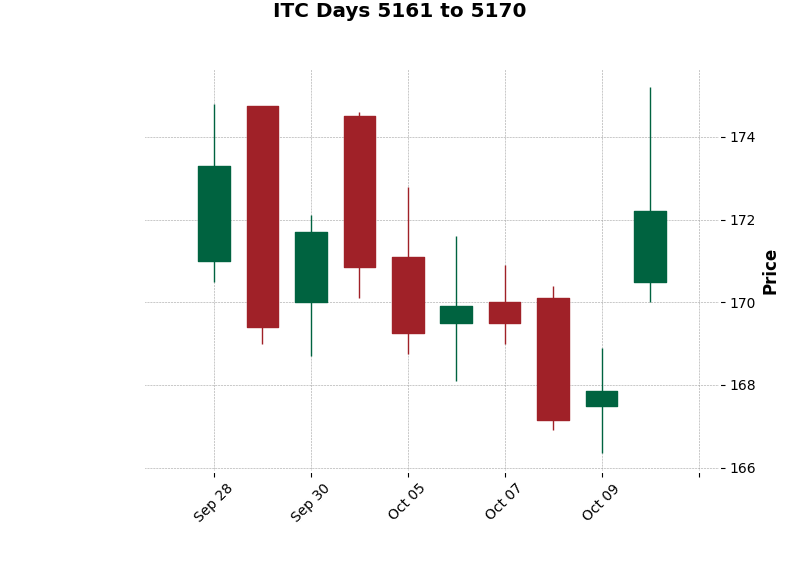 ITC Days 5161 to 5170
174
172
170
168
166
Price
Sep 28
Sep 30
Oct 05
Oct 07
Oct 09